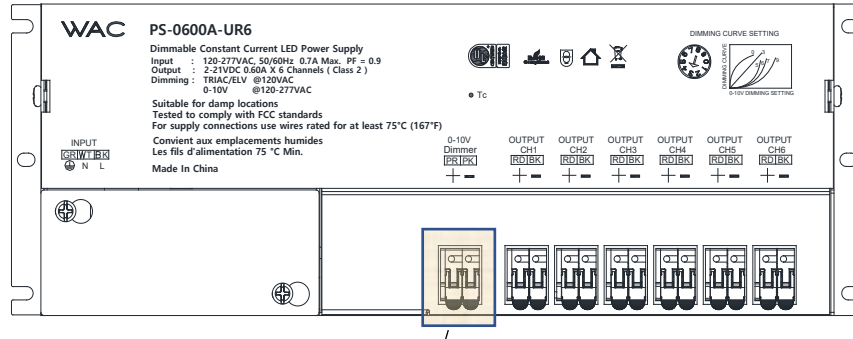 WAC PS-0600A-UR6
Dimmable Constant Current LED Power Supply
Input : 120-277VAC, 50/60Hz 0.7A Max. PF = 0.9
Output : 2-21VDC 0.60A X 6 Channels ( Class 2 )
Dimming : TRIAC/ELV @120VAC
0-10V @120-277VAC
Suitable for damp locations
Tested to comply with FCC standards
For supply connections use wires rated for at least 75°C (167°F)
Convient aux emplacements humides
Les fils d'alimentation 75 °C Min.
Made In China
INPUT
GR WT BK
N L
Tc
DIMMING CURVE SETTING
DIMMING CURVE
0 3
5 7 9
0-10V DIMMING SETTING
0-10V
Dimmer
PR PK
+ -
OUTPUT
CH1
RD BK
+ -
OUTPUT
CH2
RD BK
+ -
OUTPUT
CH3
RD BK
+ -
OUTPUT
CH4
RD BK
+ -
OUTPUT
CH5
RD BK
+ -
OUTPUT
CH6
RD BK
+ -